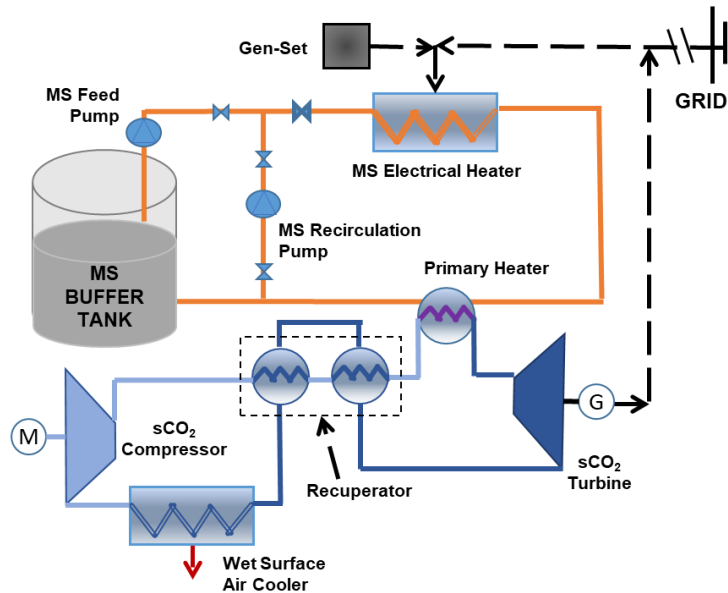 Gen-Set
GRID
MS Feed
Pump
MS Electrical Heater
MS Recirculation
Pump
MS
BUFFER
TANK
Primary Heater
M
sCO₂
Compressor
G
sCO₂
Turbine
Recuperator
Wet Surface
Air Cooler